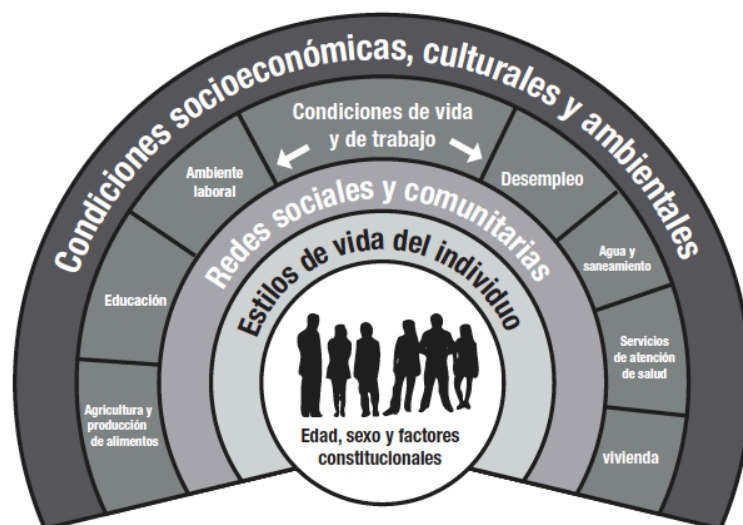 Condiciones socioeconómicas, culturales y ambientales
Condiciones de vida
y de trabajo
Ambiente
laboral
Desempleo
Educación
Agua y
saneamiento
Agricultura y
producción
de alimentos
Servicios
de atención
de salud
vivienda
Redes sociales y comunitarias
Estilos de vida del individuo
Edad, sexo y factores
constitucionales